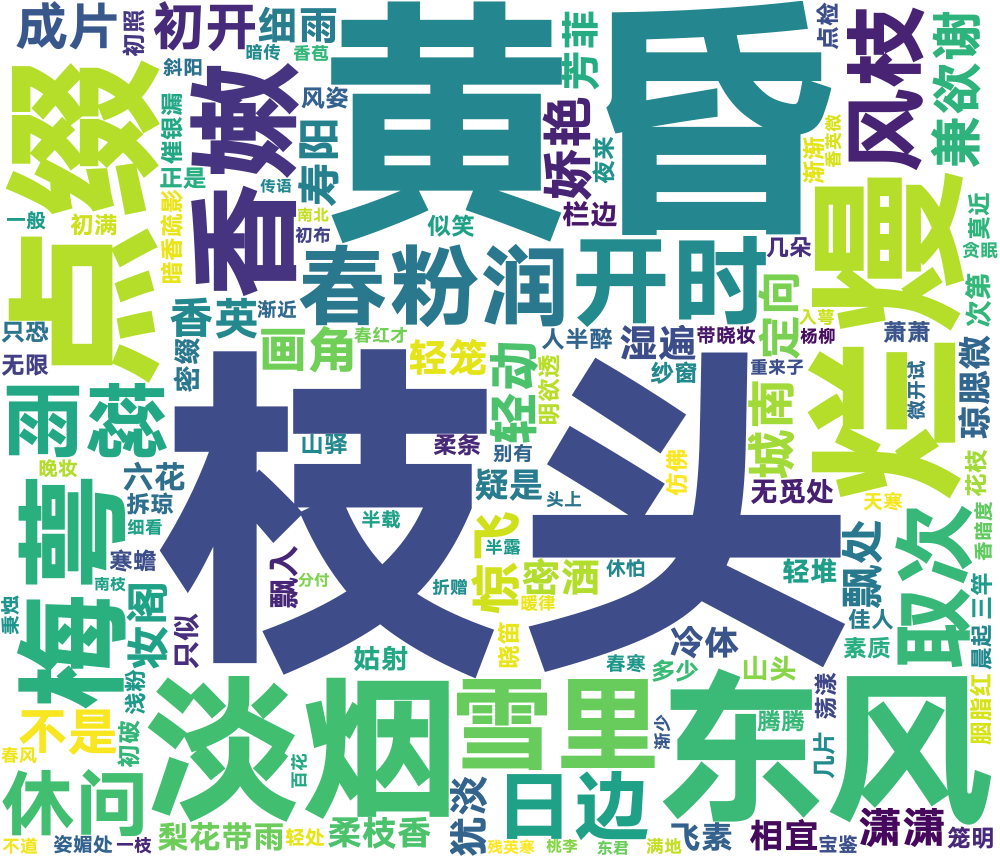 成片
初照
初开
细雨
暗传
香苞
黄昏
芳菲
点检
风枝
兼欲谢
斜阳
玉催银漏
嫩香
风姿
寿阳
娇艳
夜来
渐渐
香英微
点缀
于是
传语
南北
初布
似笑
花边
烂熳
一般
初满
暗香疏影
春粉润开时
几朵
莫近
贪眠
定向
次第
只恐
无限
香英
渐近
密缀
画角
春红才
轻笼
人半醉
湿遍
带晓妆
入萼
杨柳
萧萧
琼腮微
轻动
明欲透
纱窗
重来子
微开试
雨蕊
枝头
山驿
柔条
别有
城南
花枝
晚妆
六花
拆琼
细看
疑是
头上
仿佛
无觅处
天寒
香暗度
梅萼
半载
惊飞
半露
飘处
取次
寒蟾
南枝
飘人
分付
折赠
密洒
休怕
轻堆
暖律
三年
秉烛
妆阁
只似
晓笛
佳人
晨起
姑射
冷体
春寒
多少
山头
素质
浅粉
不是
初破
春风
淡烟
雪里
渐少
东风
荡漾
腾腾
几片
胭脂红
休问
百花
日边
犹淡
不道
姿媚处
一枝
梨花带雨
轻处
柔枝香
残英寒
桃李
东君
满地
飞素
相宜
宝鉴
潇潇
笼明